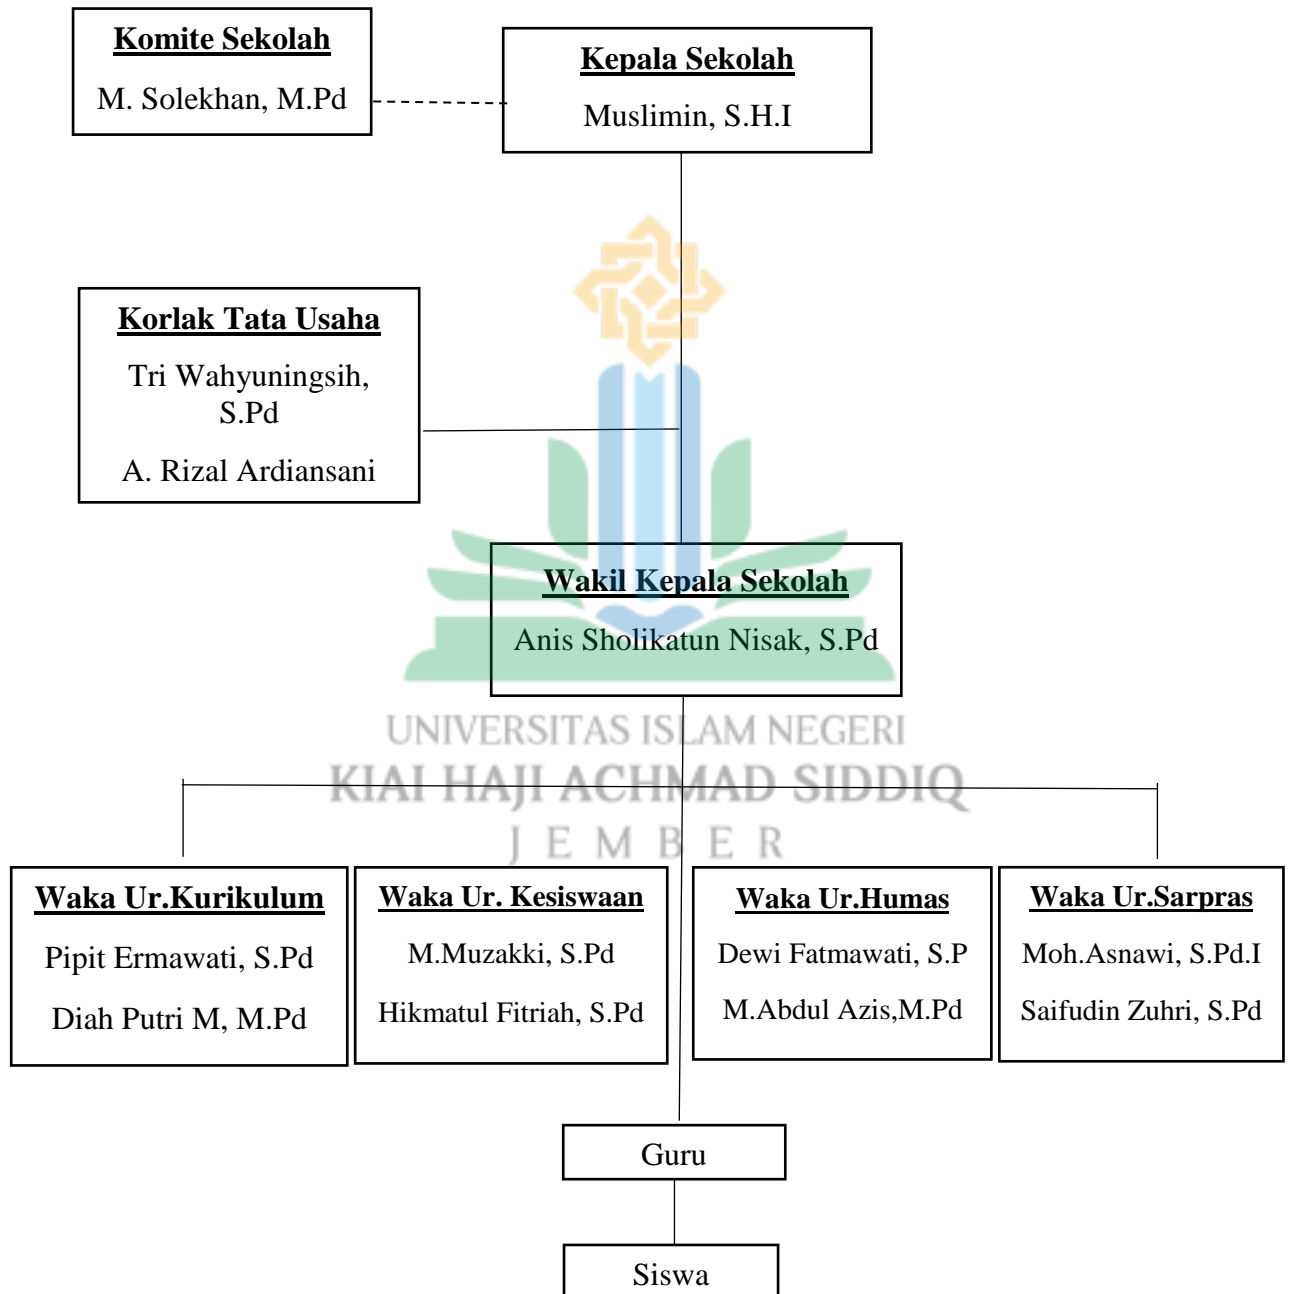 Komite Sekolah
M. Solekhan, M.Pd
Kepala Sekolah
Muslimin, S.H.I
Korlak Tata Usaha
Tri Wahyuningsih,
S.Pd
A. Rizal Ardiansani
Wakil Kepala Sekolah
Anis Sholikatun Nisak, S.Pd
UNIVERSITAS ISLAM NEGERI
KIAI HAJI ACHMAD SIDDIQ
JEMBER
Waka Ur.Kurikulum
Pipit Ermawati, S.Pd
Diah Putri M, M.Pd
Waka Ur. Kesiswaan
M.Muzakki, S.Pd
Hikmatul Fitriah, S.Pd
Waka Ur.Humas
Dewi Fatmawati, S.P
M.Abdul Azis,M.Pd
Waka Ur.Sarpras
Moh.Asnawi, S.Pd.I
Saifudin Zuhri, S.Pd
Guru
Siswa